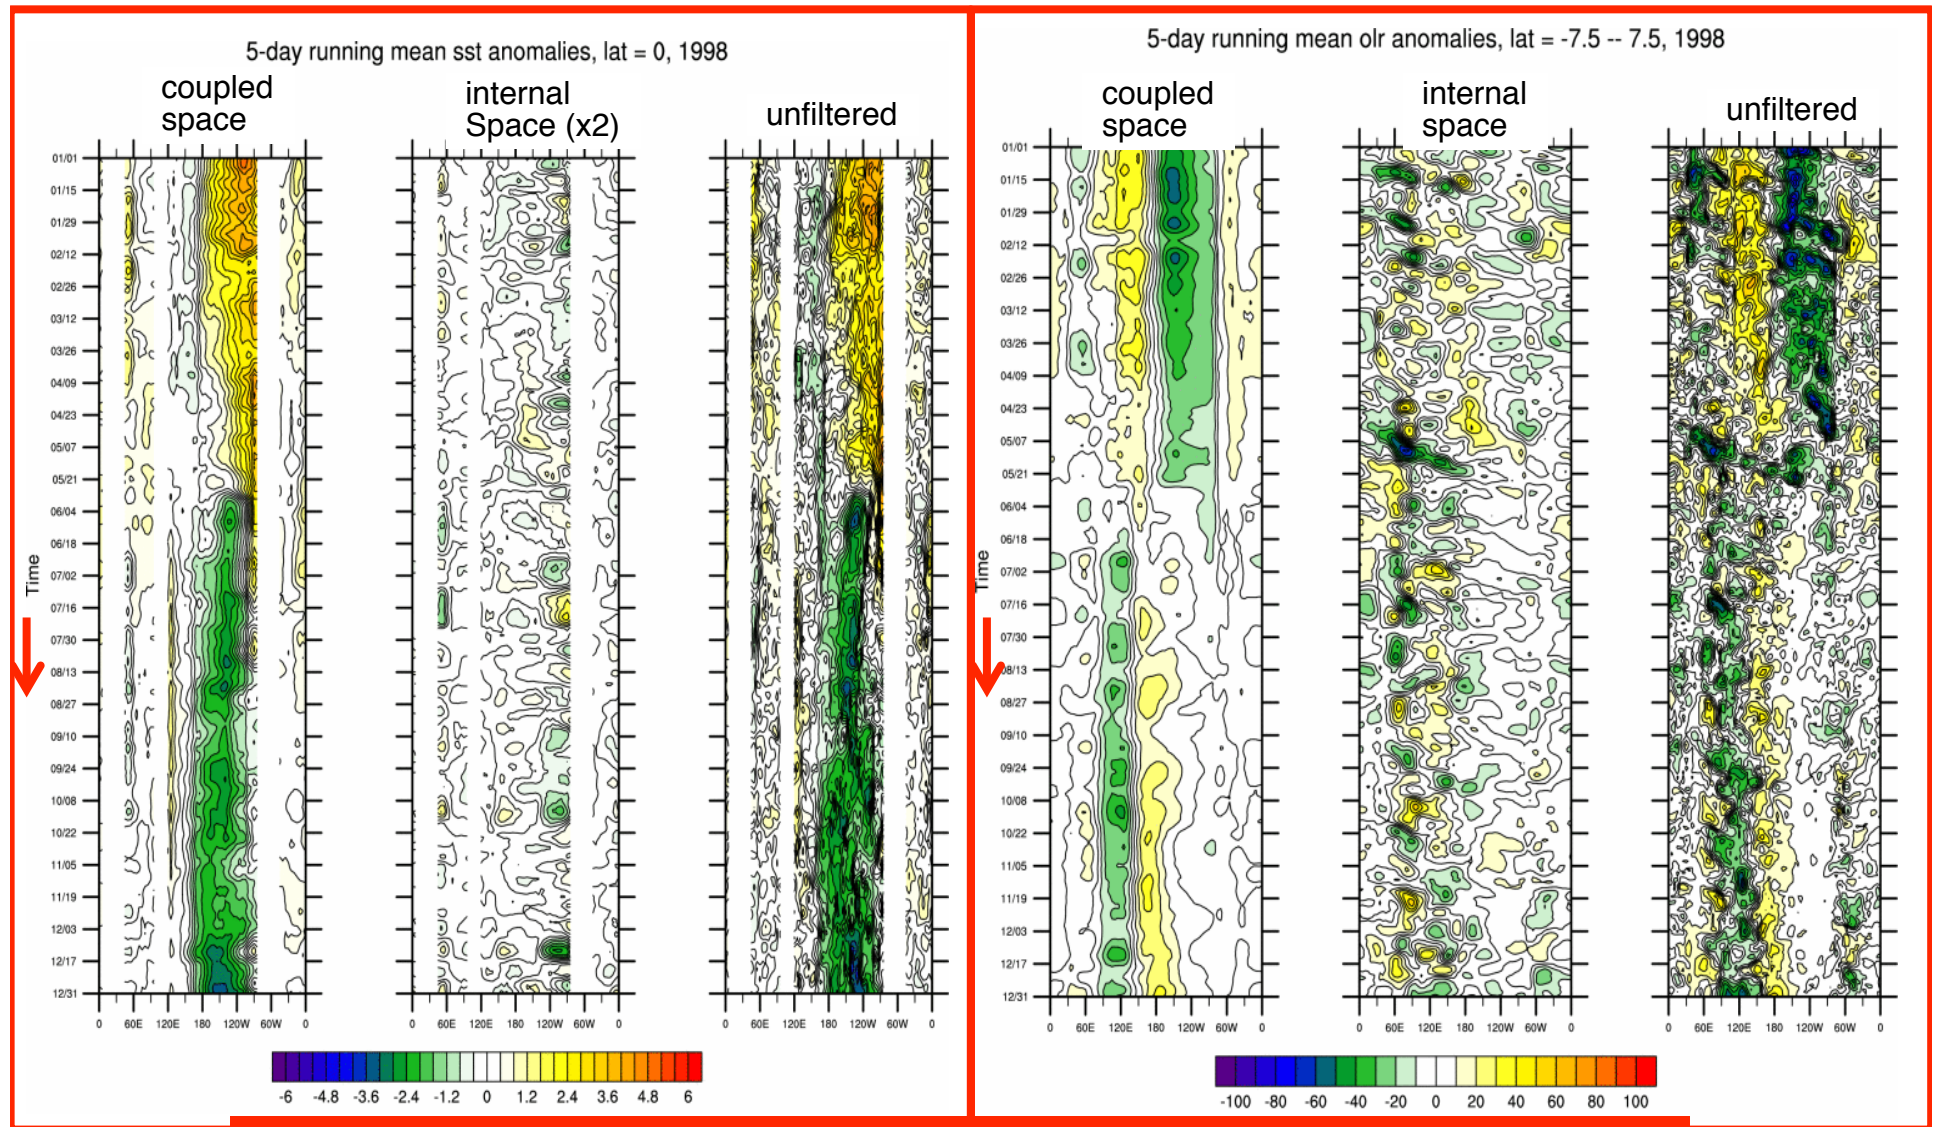 5-day running mean sst anomalies, lat = 0, 1998
coupled
space
internal
Space (x2)
unfiltered
01/01
01/15
01/29
02/12
02/26
03/12
03/26
04/09
04/23
05/07
05/21
06/04
06/18
07/02
07/16
07/30
08/13
08/27
09/10
09/24
10/08
10/22
11/05
11/19
12/03
12/17
12/31
Time
0 60E 120E 180 120W 60W 0
0 60E 120E 180 120W 60W 0
0 60E 120E 180 120W 60W 0
-6 -4.8 -3.6 -2.4 -1.2 0 1.2 2.4 3.6 4.8 6
5-day running mean olr anomalies, lat = -7.5 -- 7.5, 1998
coupled
space
internal
space
unfiltered
01/01
01/15
01/29
02/12
02/26
03/12
03/26
04/09
04/23
05/07
05/21
06/04
06/18
07/02
07/16
07/30
08/13
08/27
09/10
09/24
10/08
10/22
11/05
11/19
12/03
12/17
12/31
Time
0 60E 120E 180 120W 60W 0
0 60E 120E 180 120W 60W 0
0 60E 120E 180 120W 60W 0
-100 -80 -60 -40 -20 0 20 40 60 80 100